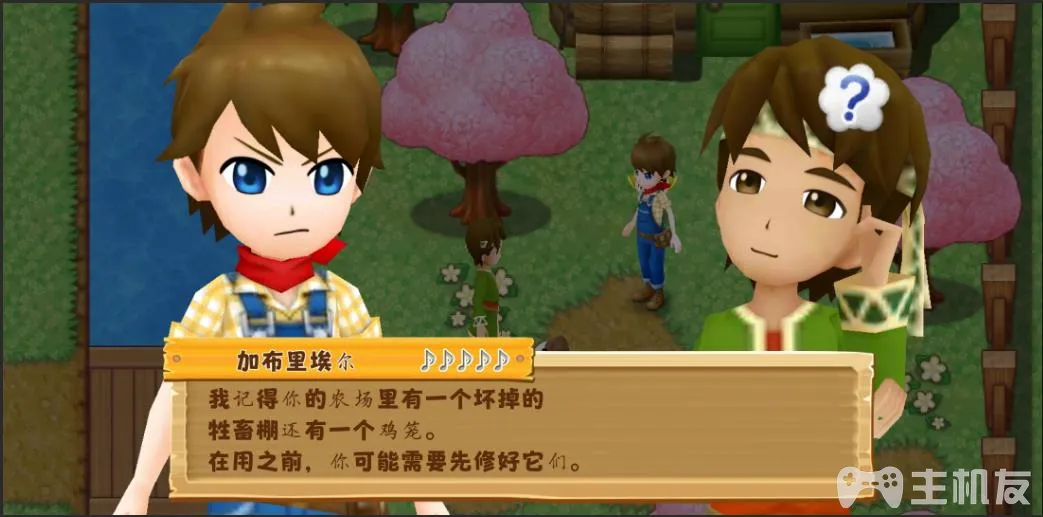 ?
加布里埃尔 ♪♪♪♪♪
我记得你的农场里有一个坏掉的
牲畜棚还有一个鸡笼。
在用之前，你可能需要先修好它们。
主机友